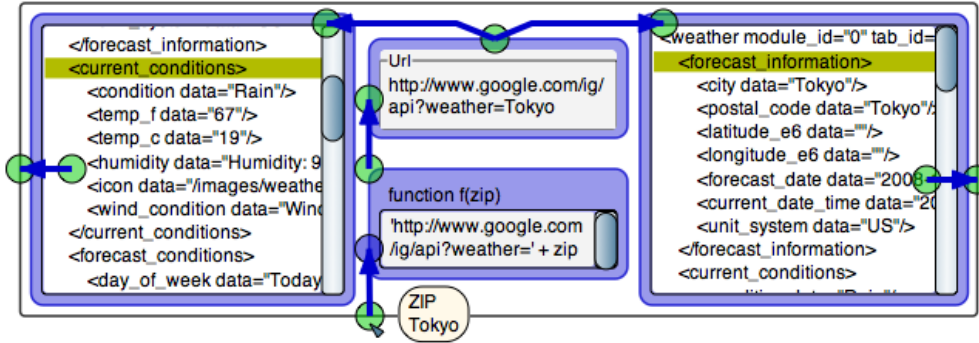 </forecast_information>
<current_conditions>
<condition data="Rain"/>
<temp_f data="67"/>
<temp_c data="19"/>
<humidity data="Humidity: 9
<icon data="/images/weathe
<wind_condition data="Wind
</current_conditions>
<forecast_conditions>
<day_of_week data="Today
Url
http://www.google.com/ig/
api?weather=Tokyo
function f(zip)
'http://www.google.com
/ig/api?weather=' + zip
ZIP
Tokyo
<weather module_id="0" tab_id=
<forecast_information>
<city data="Tokyo"/>
<postal_code data="Tokyo"/>
<latitude_e6 data=""/>
<longitude_e6 data=""/>
<forecast_date data="2008-
<current_date_time data="20
<unit_system data="US"/>
</forecast_information>
<current_conditions>